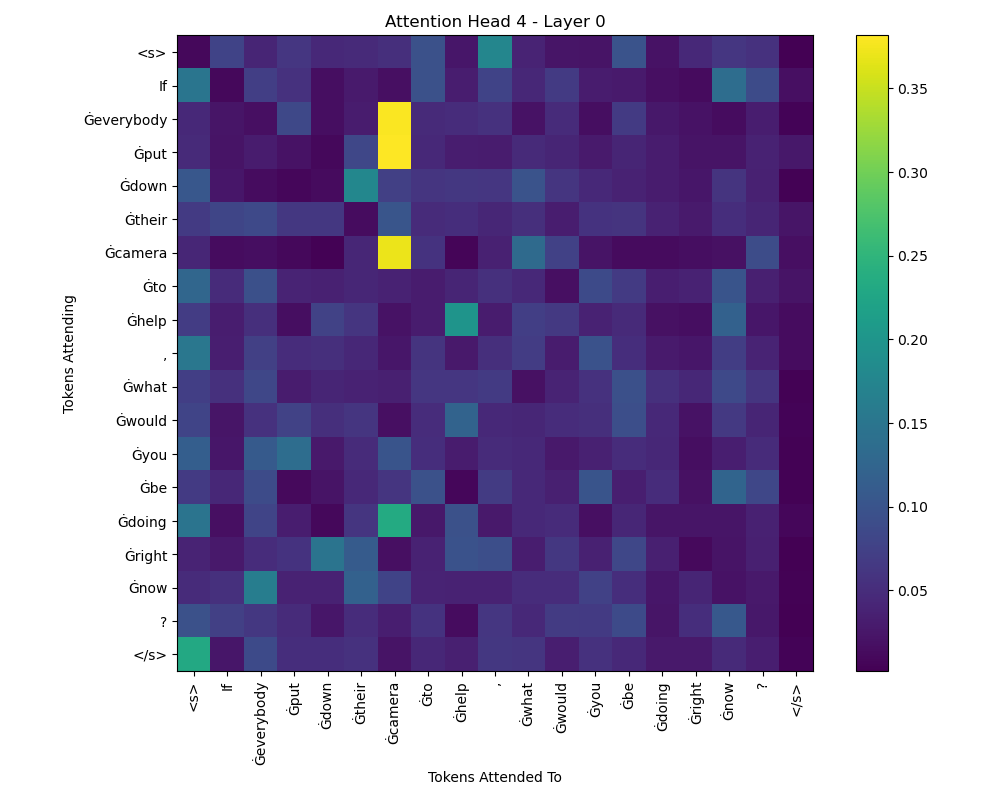 Attention Head 4 - Layer 0
<s>
If
Ġeverybody
Ġput
Ġdown
Ġtheir
Ġcamera
Ġto
Ġhelp
,
Ġwhat
Ġwould
Ġyou
Ġbe
Ġdoing
Ġright
Ġnow
?
</s>
Tokens Attending
<s>
If
Ġeverybody
Ġput
Ġdown
Ġtheir
Ġcamera
Ġto
Ġhelp
,
Ġwhat
Ġwould
Ġyou
Ġbe
Ġdoing
Ġright
Ġnow
?
</s>
Tokens Attended To
0.35
0.30
0.25
0.20
0.15
0.10
0.05